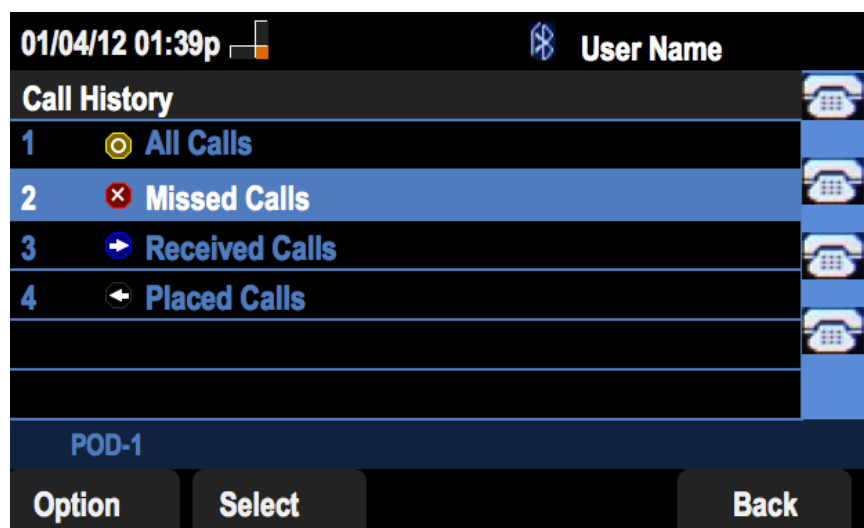 01/04/12 01:39p User Name
Call History
1 All Calls
2 Missed Calls
3 Received Calls
4 Placed Calls
POD-1
Option Select Back